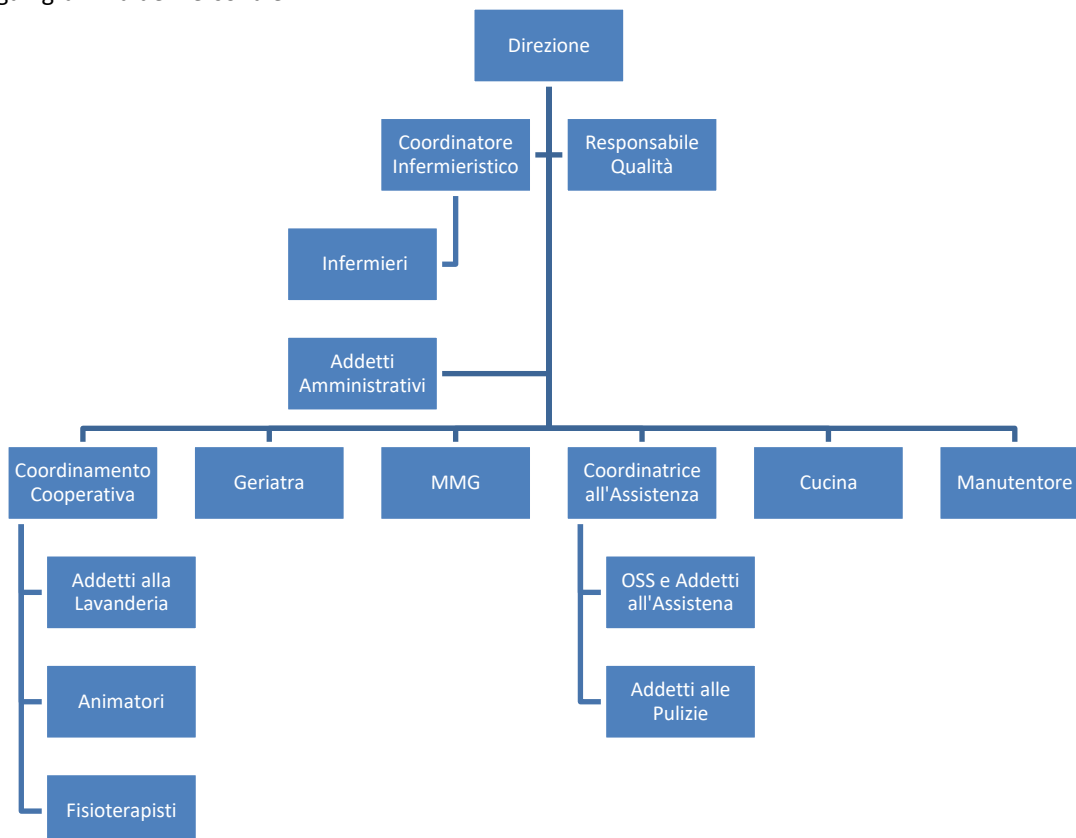 Direzione
Coordinatore
Infermieristico
Responsabile
Qualità
Infermieri
Addetti
Amministrativi
Coordinamento
Cooperativa
Geriatra
MMG
Coordinatrice
all'Assistenza
Cucina
Manutentore
Addetti alla
Lavanderia
OSS e Addetti
all'Assistena
Animatori
Addetti alle
Pulizie
Fisioterapisti